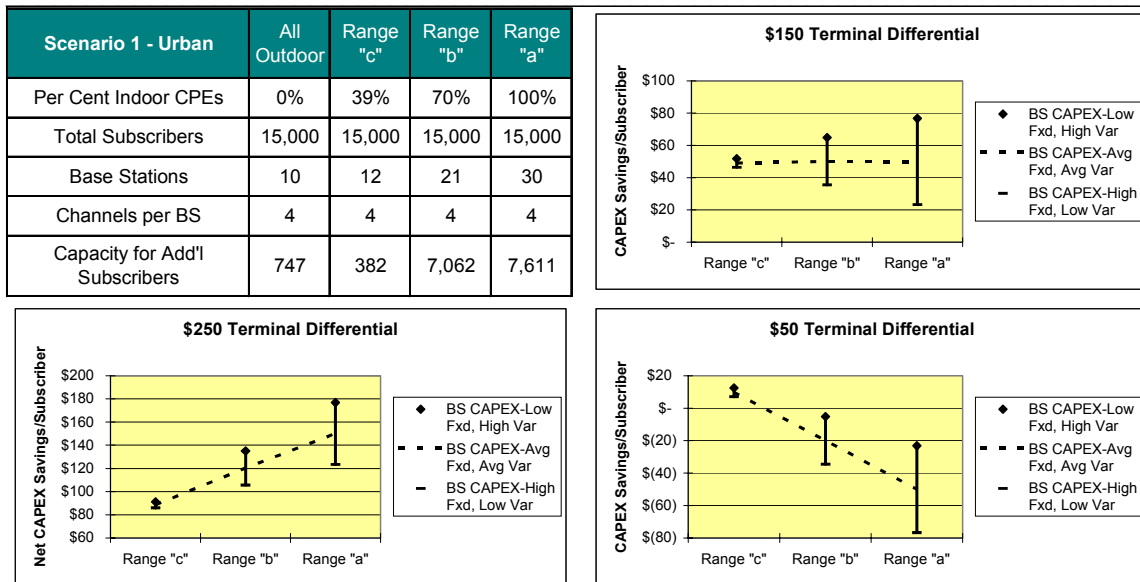 Scenario 1 - Urban
All Outdoor
Range "c"
Range "b"
Range "a"
Per Cent Indoor CPEs 0% 39% 70% 100%
Total Subscribers 15,000 15,000 15,000 15,000
Base Stations 10 12 21 30
Channels per BS 4 4 4 4
Capacity for Add'l Subscribers 747 382 7,062 7,611
$150 Terminal Differential
CAPEX Savings/Subscriber
$100
$80
$60
$40
$20
$-
Range "c" Range "b" Range "a"
BS CAPEX-Low
Fxd, High Var
BS CAPEX-Avg
Fxd, Avg Var
BS CAPEX-High
Fxd, Low Var
$250 Terminal Differential
Net CAPEX Savings/Subscriber
$200
$180
$160
$140
$120
$100
$80
$60
Range "c" Range "b" Range "a"
BS CAPEX-Low
Fxd, High Var
BS CAPEX-Avg
Fxd, Avg Var
BS CAPEX-High
Fxd, Low Var
$50 Terminal Differential
CAPEX Savings/Subscriber
$20
$-
$(20)
$(40)
$(60)
$(80)
Range "c" Range "b" Range "a"
BS CAPEX-Low
Fxd, High Var
BS CAPEX-Avg
Fxd, Avg Var
BS CAPEX-High
Fxd, Low Var